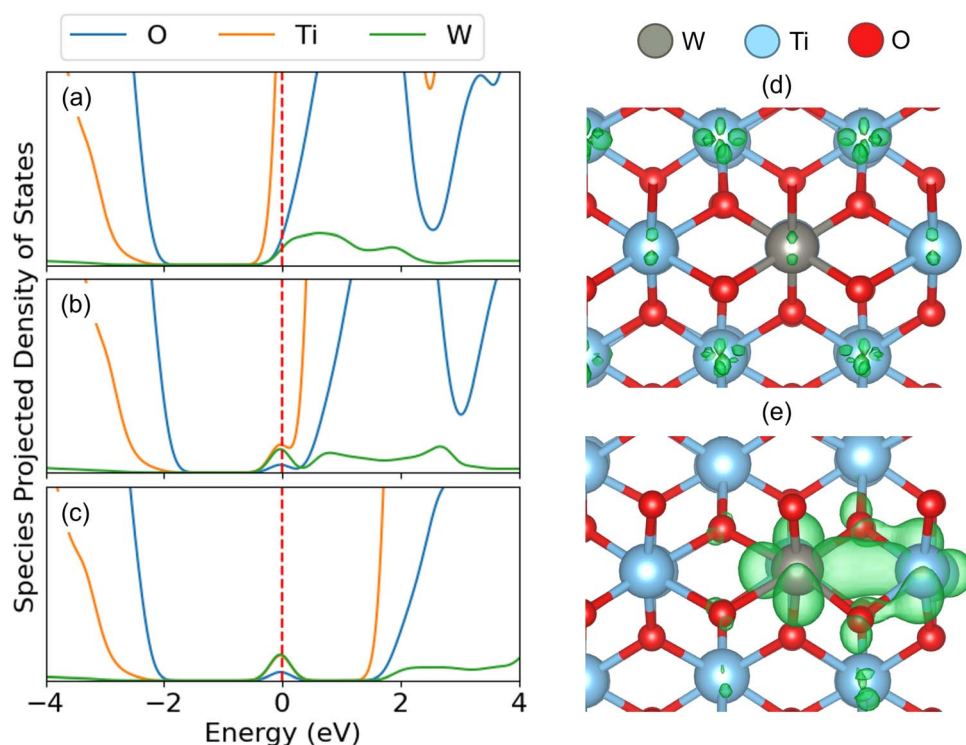 O Ti W
W Ti O
Species Projected Density of States
(a)
(b)
(c)
−4 −2 0 2 4
Energy (eV)
(d)
(e)